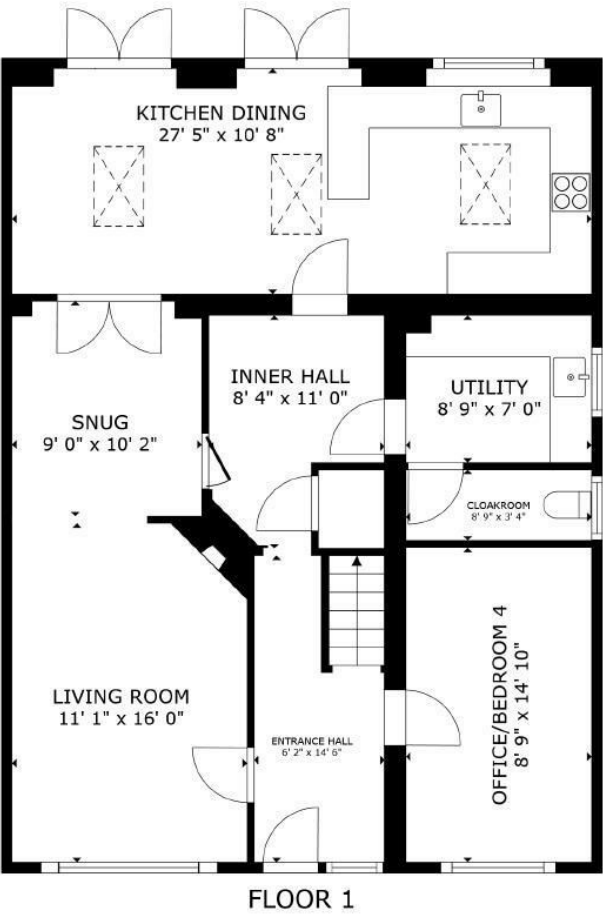 KITCHEN DINING
27' 5" x 10' 8"
INNER HALL
8' 4" x 11' 0"
UTILITY
8' 9" x 7' 0"
SNUG
9' 0" x 10' 2"
CLOAKROOM
8' 9" x 3' 4"
LIVING ROOM
11' 1" x 16' 0"
ENTRANCE HALL
6' 2" x 14' 6"
OFFICE/BEDROOM 4
8' 9" x 14' 10"
FLOOR 1